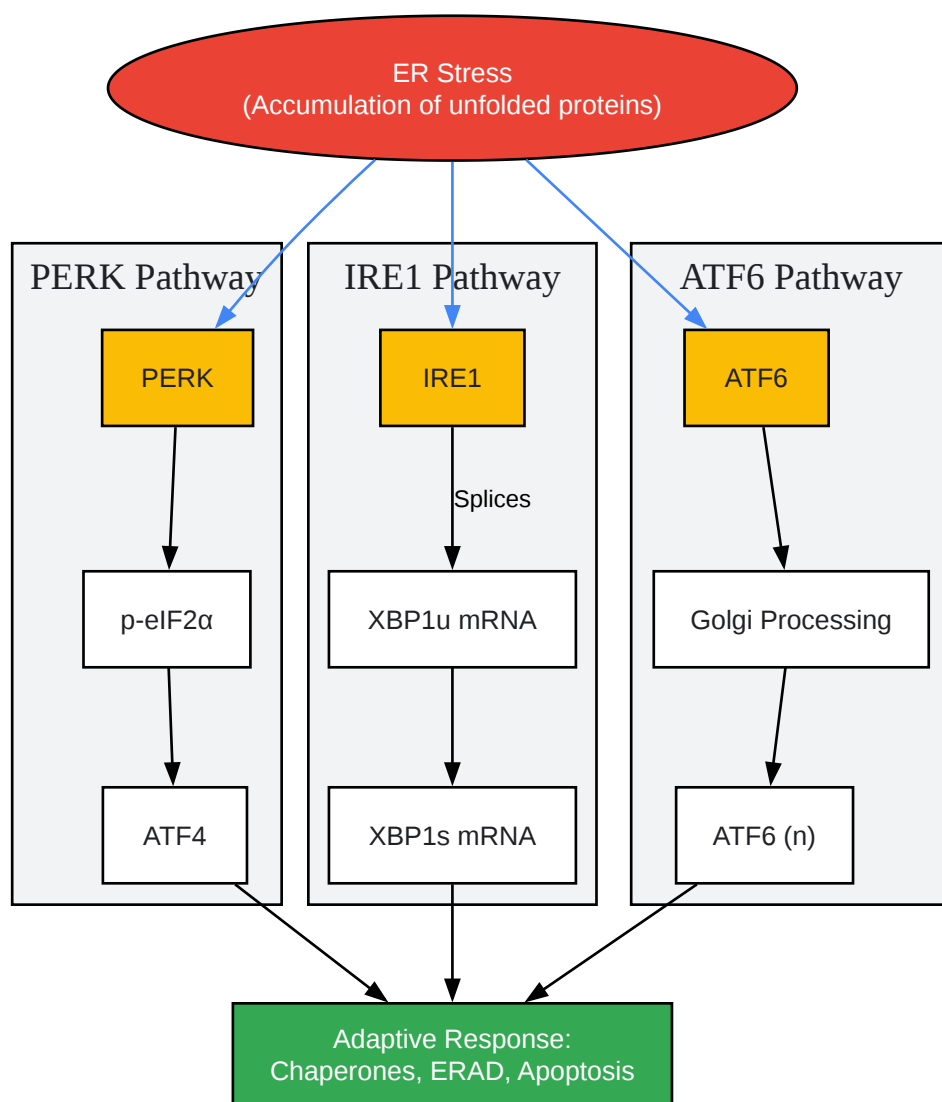 ER Stress
(Accumulation of unfolded proteins)
PERK Pathway
IRE1 Pathway
ATF6 Pathway
PERK
IRE1
ATF6
Splices
p-eIF2α
XBP1u mRNA
Golgi Processing
ATF4
XBP1s mRNA
ATF6 (n)
Adaptive Response:
Chaperones, ERAD, Apoptosis